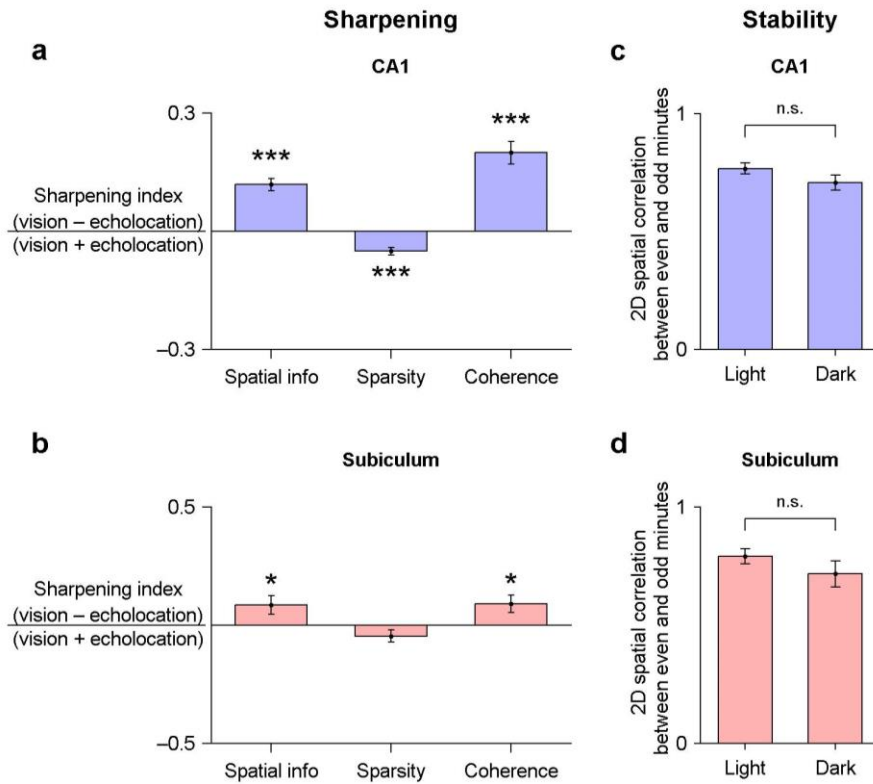 Sharpening
Stability
a
CA1
0.3
–0.3
Sharpening index
(vision – echolocation)
(vision + echolocation)
***
***
***
Spatial info
Sparsity
Coherence
c
CA1
1
0
2D spatial correlation
between even and odd minutes
n.s.
Light
Dark
b
Subiculum
0.5
–0.5
Sharpening index
(vision – echolocation)
(vision + echolocation)
*
*
Spatial info
Sparsity
Coherence
d
Subiculum
1
0
2D spatial correlation
between even and odd minutes
n.s.
Light
Dark